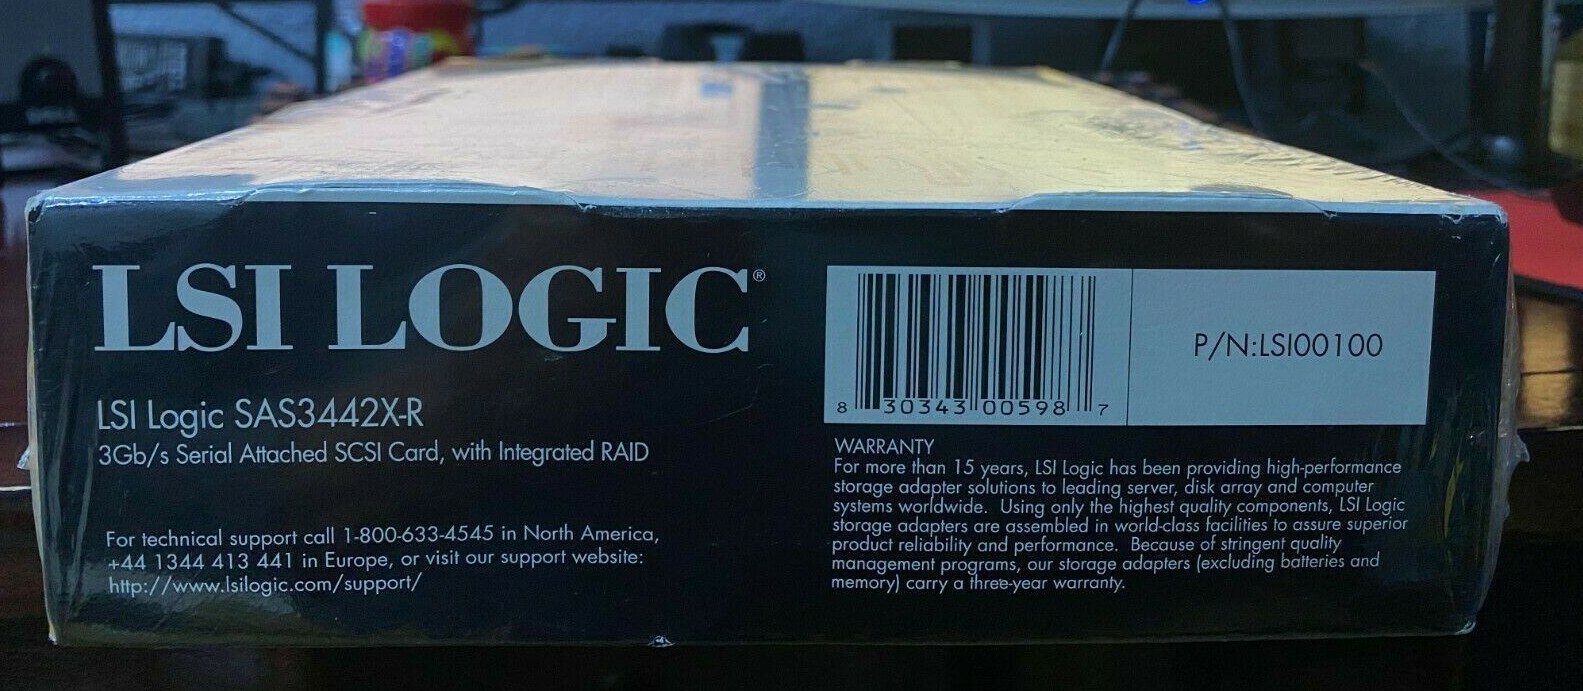 LSI LOGIC®
LSI Logic SAS3442X-R
3Gb/s Serial Attached SCSI Card, with Integrated RAID
For technical support call 1-800-633-4545 in North America,
+44 1344 413 441 in Europe, or visit our support website:
http://www.lsilogic.com/support/
8 30343 00598 7
P/N:LSI00100
WARRANTY
For more than 15 years, LSI Logic has been providing high-performance
storage adapter solutions to leading server, disk array and computer
systems worldwide. Using only the highest quality components, LSI Logic
storage adapters are assembled in world-class facilities to assure superior
product reliability and performance. Because of stringent quality
management programs, our storage adapters (excluding batteries and
memory) carry a three-year warranty.